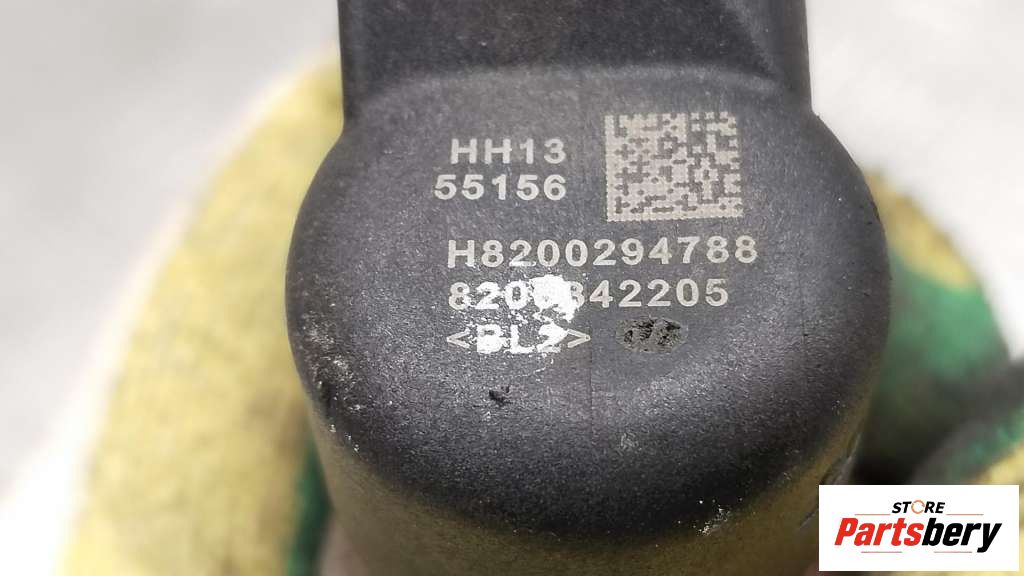 HH13
55156
H8200294788
<BL2>
STORE
Partsbery